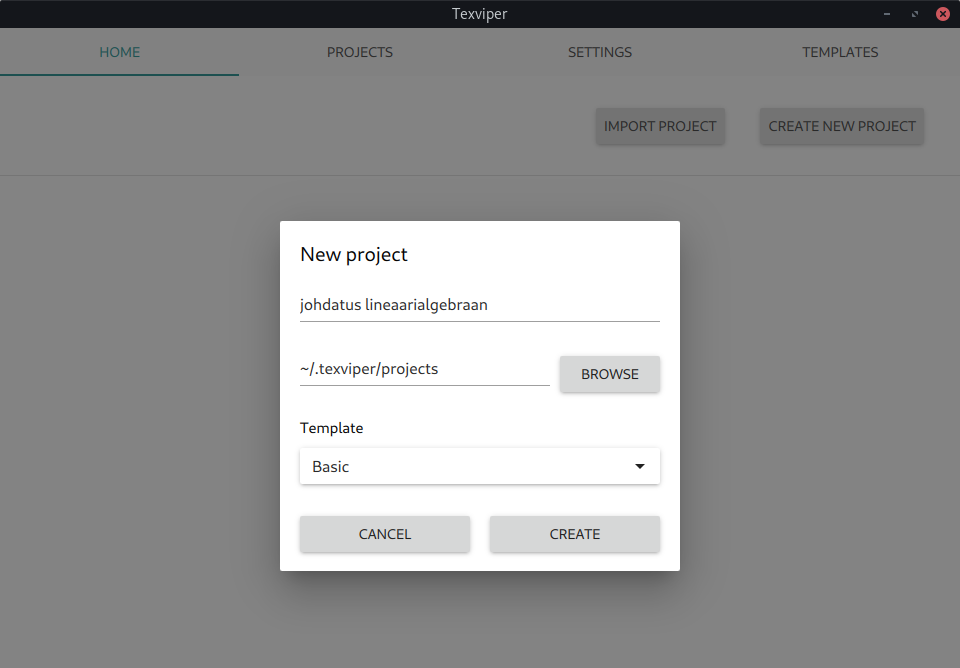 Texviper
HOME PROJECTS SETTINGS TEMPLATES
IMPORT PROJECT CREATE NEW PROJECT
New project
johdatus lineaarialgebraan
~/.texviper/projects BROWSE
Template
Basic
CANCEL CREATE